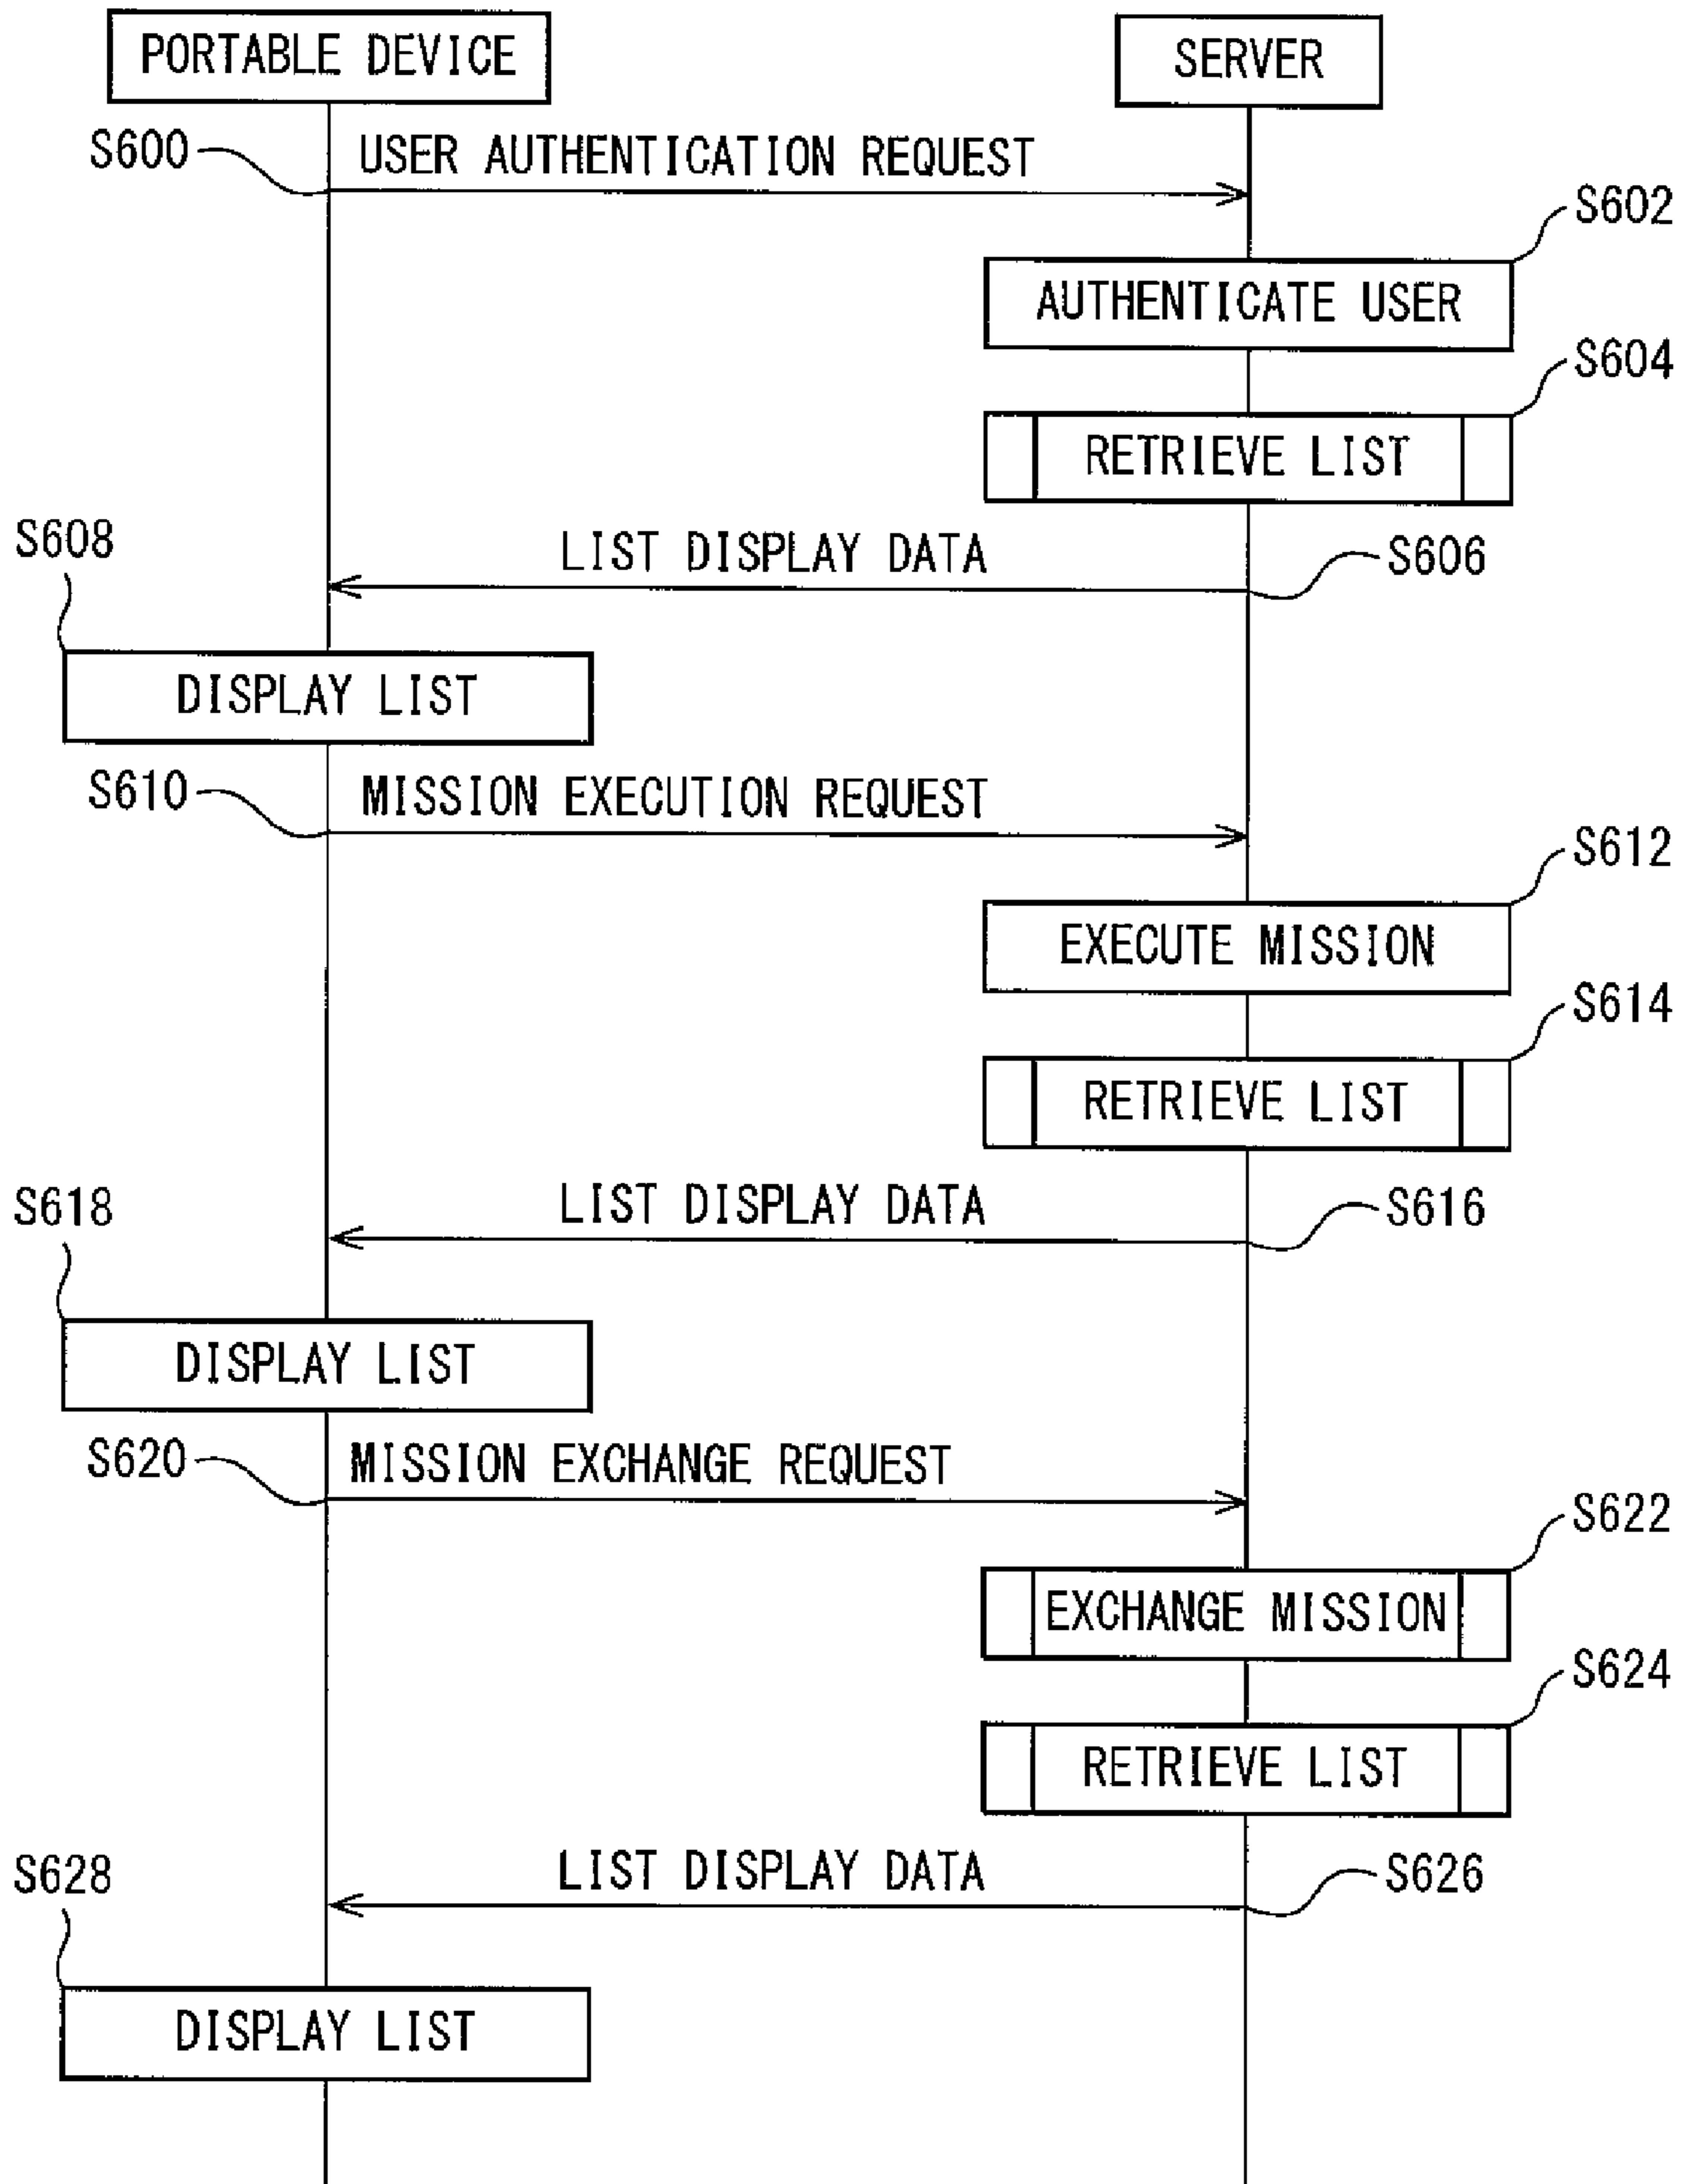 PORTABLE DEVICE
SERVER
S600
USER AUTHENTICATION REQUEST
S602
AUTHENTICATE USER
S604
RETRIEVE LIST
S608
LIST DISPLAY DATA
S606
DISPLAY LIST
S610
MISSION EXECUTION REQUEST
S612
EXECUTE MISSION
S614
RETRIEVE LIST
S618
LIST DISPLAY DATA
S616
DISPLAY LIST
S620
MISSION EXCHANGE REQUEST
S622
EXCHANGE MISSION
S624
RETRIEVE LIST
S628
LIST DISPLAY DATA
S626
DISPLAY LIST